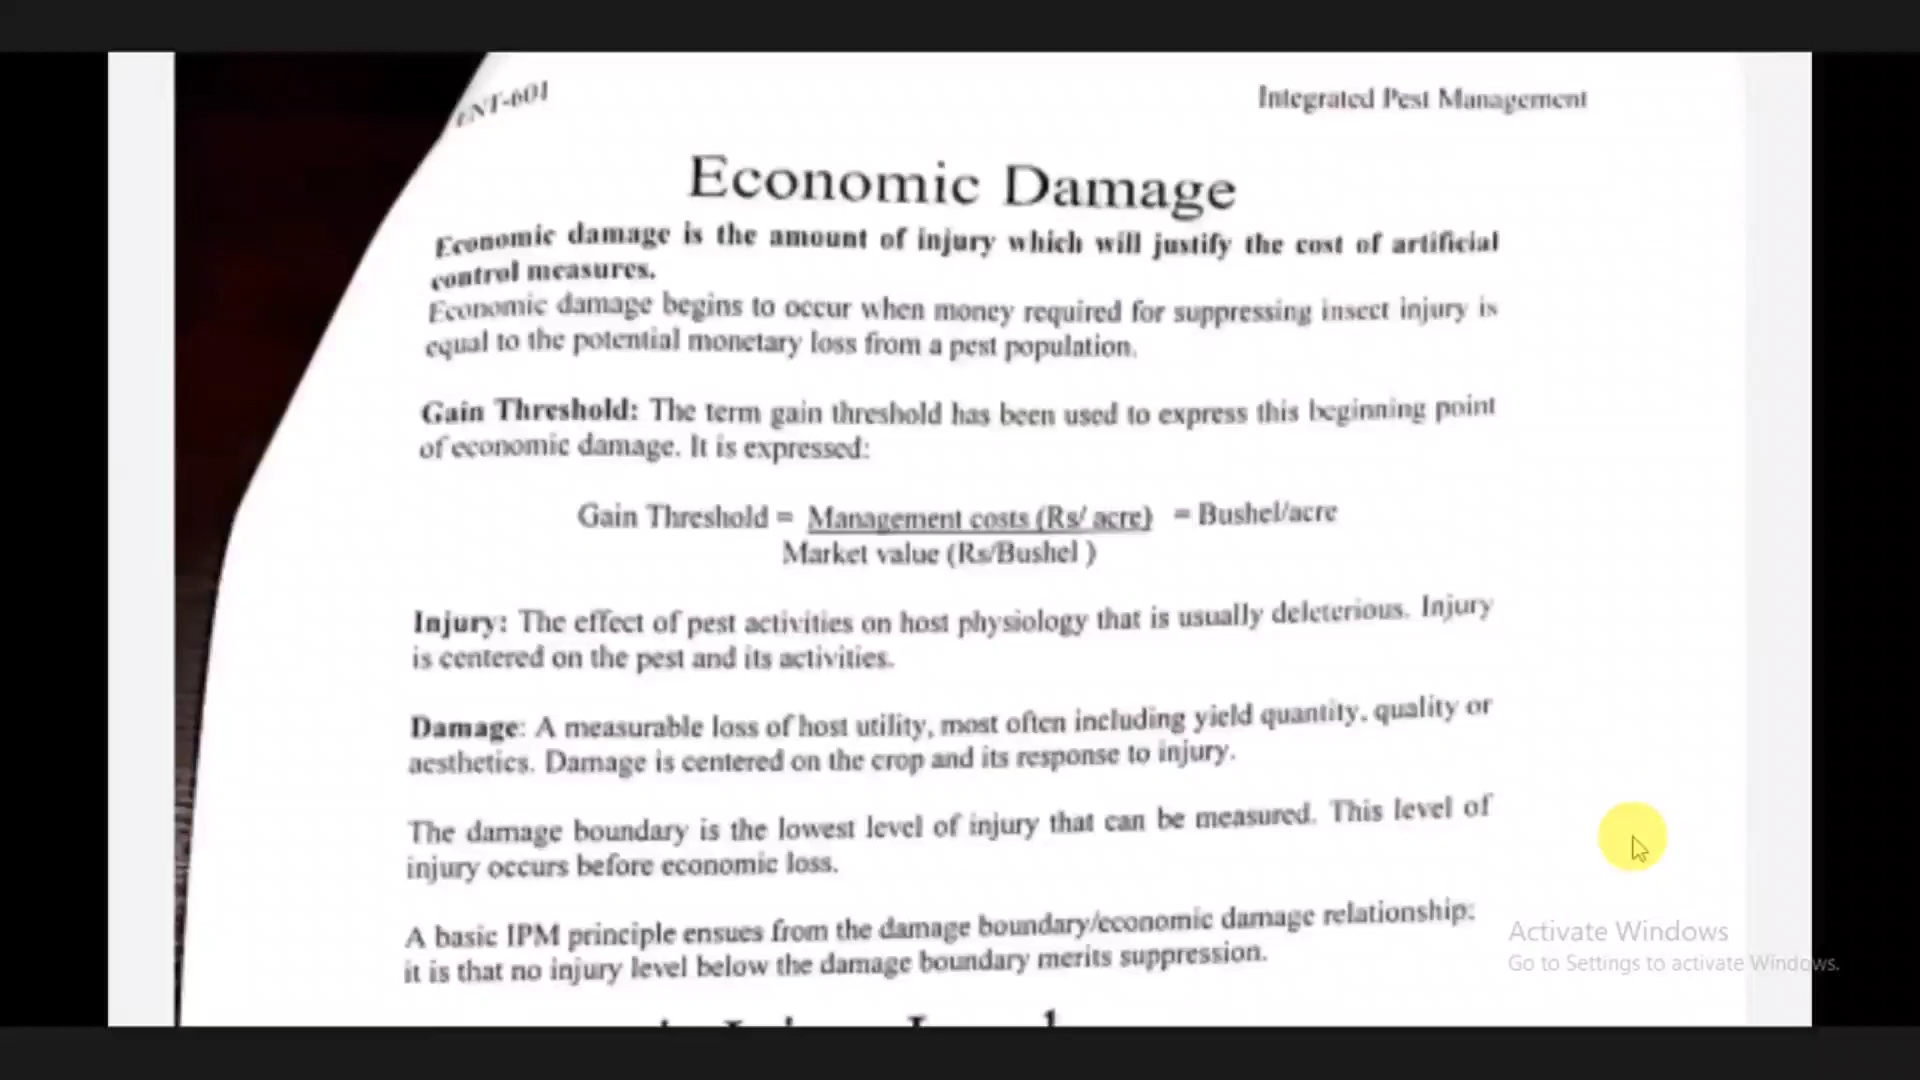 ENT-601
Integrated Pest Management
Economic Damage
Economic damage is the amount of injury which will justify the cost of artificial
control measures.
Economic damage begins to occur when money required for suppressing insect injury is
equal to the potential monetary loss from a pest population.
Gain Threshold: The term gain threshold has been used to express this beginning point
of economic damage. It is expressed:
Gain Threshold = Management costs (Rs/ acre) = Bushel/acre
Market value (Rs/Bushel )
Injury: The effect of pest activities on host physiology that is usually deleterious. Injury
is centered on the pest and its activities.
Damage: A measurable loss of host utility, most often including yield quantity, quality or
aesthetics. Damage is centered on the crop and its response to injury.
The damage boundary is the lowest level of injury that can be measured. This level of
injury occurs before economic loss.
A basic IPM principle ensues from the damage boundary/economic damage relationship:
it is that no injury level below the damage boundary merits suppression.
Activate Windows
Go to Settings to activate Windows.